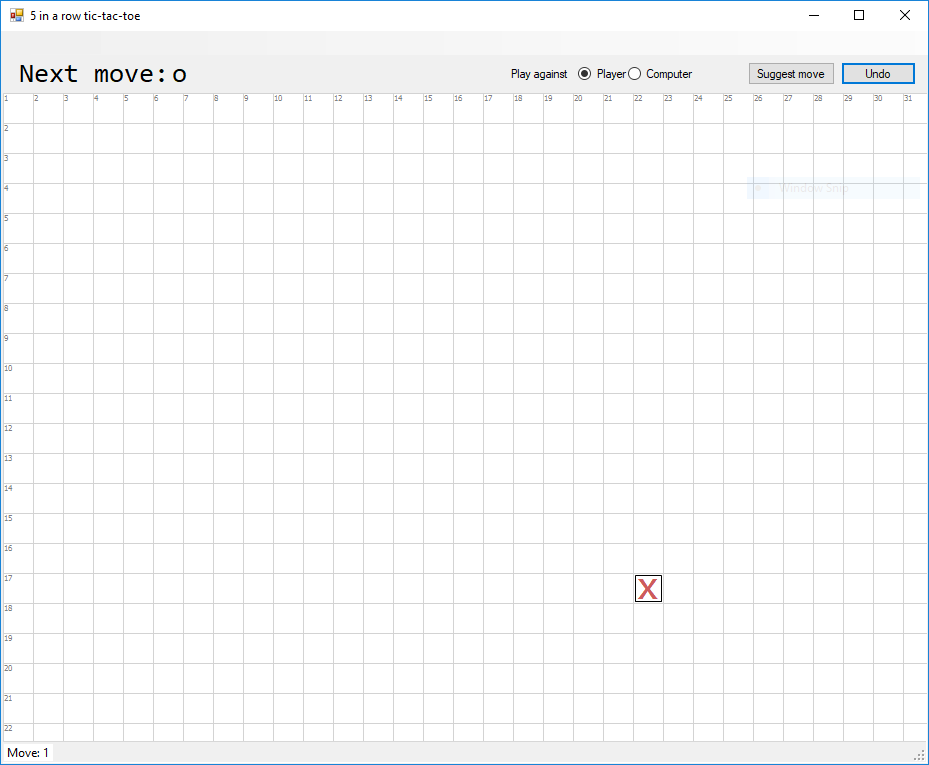 5 in a row tic-tac-toe
Next move:o
Play against Player Computer Suggest move Undo
1 2 3 4 5 6 7 8 9 10 11 12 13 14 15 16 17 18 19 20 21 22 23 24 25 26 27 28 29 30 31
2
3
4 Window Snip
5
6
7
8
9
10
11
12
13
14
15
16
17 X
18
19
20
21
22
Move: 1